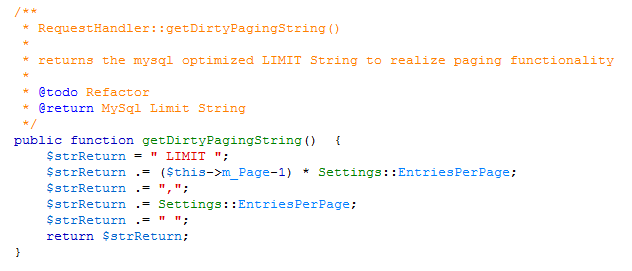 /**
 * RequestHandler::getDirtyPagingString()
 *
 * returns the mysql optimized LIMIT String to realize paging functionality
 *
 * @todo Refactor
 * @return MySql Limit String
 */
public function getDirtyPagingString()  {
    $strReturn = " LIMIT ";
    $strReturn .= ($this->m_Page-1) * Settings::EntriesPerPage;
    $strReturn .= ",";
    $strReturn .= Settings::EntriesPerPage;
    $strReturn .= " ";
    return $strReturn;
}